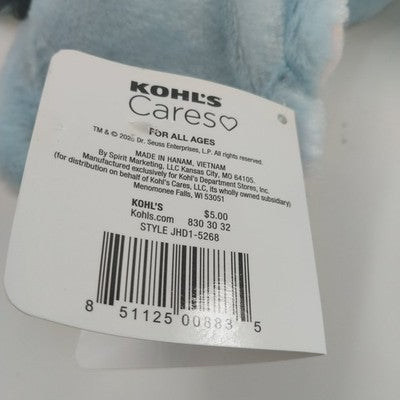 KOHL'S
Cares♡
FOR ALL AGES
TM & © 2020 Dr. Seuss Enterprises, L.P. All rights reserved.
MADE IN HANAM, VIETNAM
By Spirit Marketing, LLC Kansas City, MO 64105.
Manufactured exclusively for Kohl's Department Stores, Inc.
(for distribution on behalf of Kohl's Cares, LLC, its wholly owned subsidiary)
Menomonee Falls, WI 53051
KOHL'S $5.00
Kohls.com 830 30 32
STYLE JHD1-5268
8 51125 00883 5